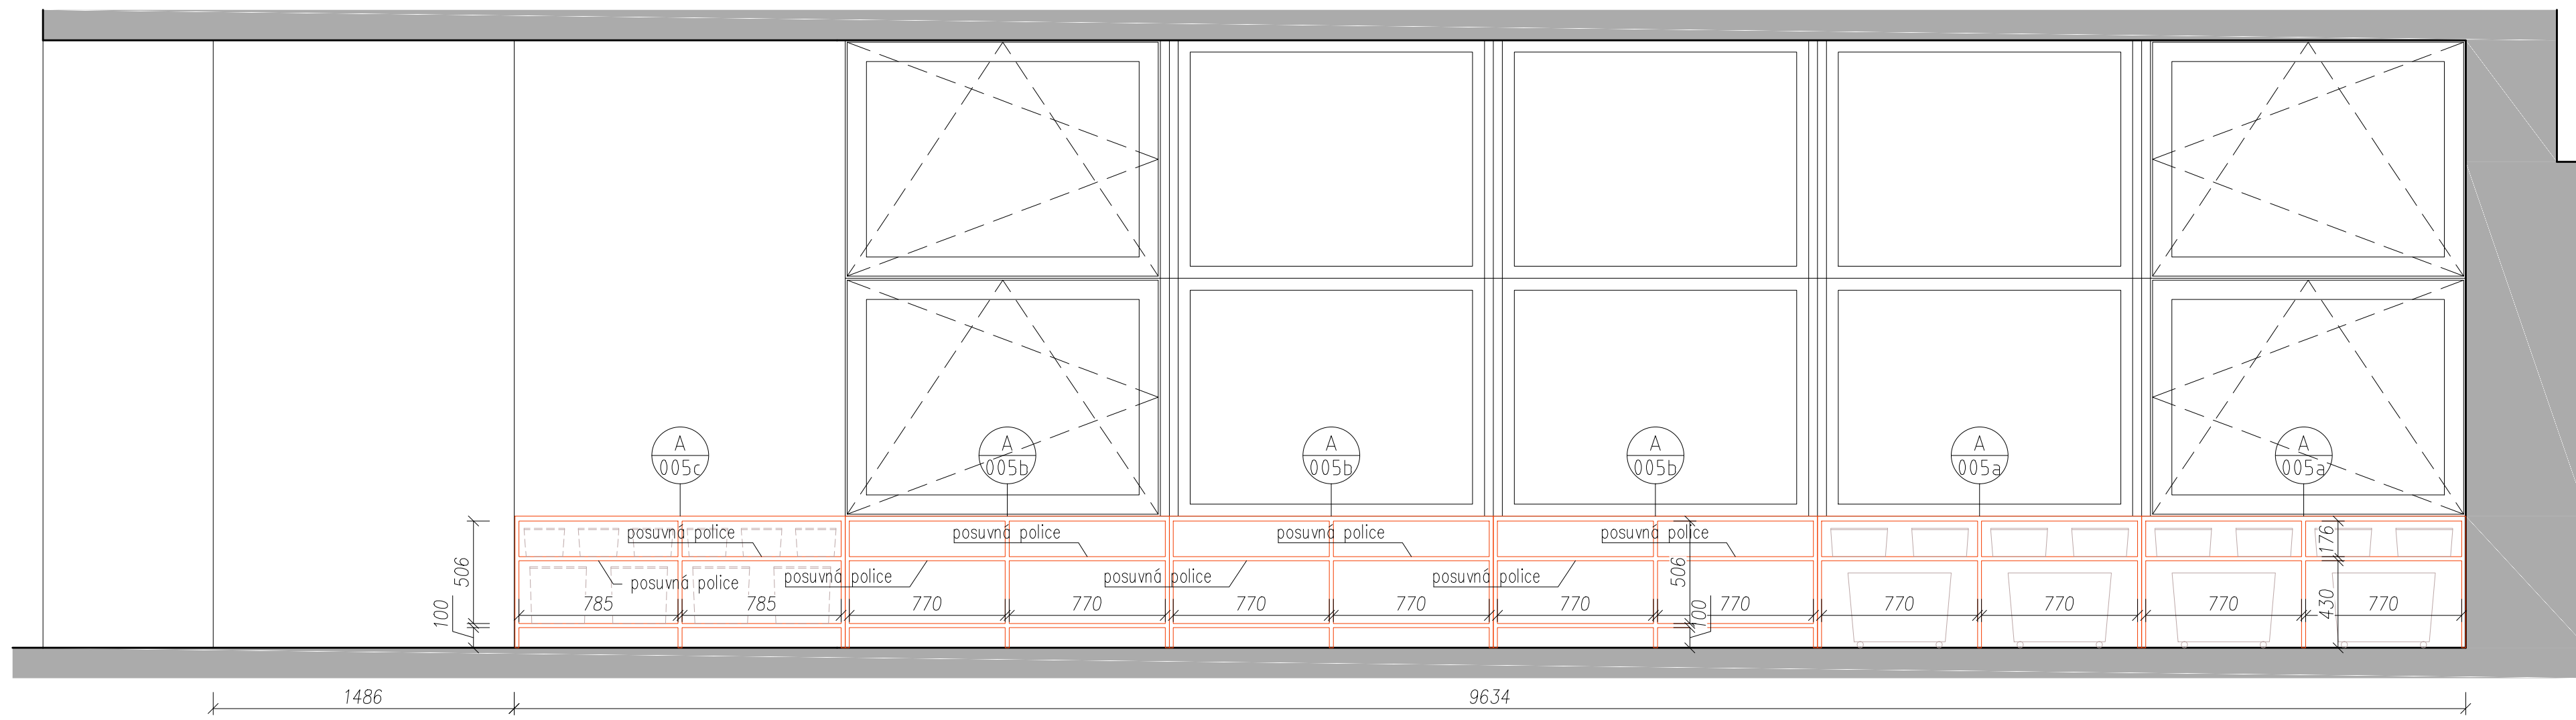 A
005c
A
005b
A
005b
A
005b
A
005a
A
005a
posuvná police
posuvná police
posuvná police
posuvná police
posuvná police
posuvná police
posuvná police
posuvná police
506
100
506
100
176
430
785
785
770
770
770
770
770
770
770
770
770
770
1486
9634